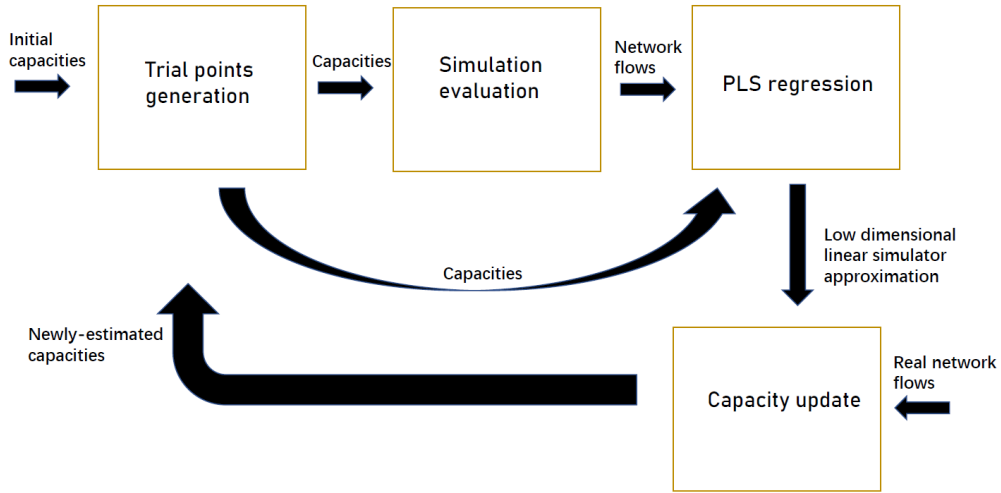 Initial
capacities
Trial points
generation
Capacities
Simulation
evaluation
Network
flows
PLS regression
Capacities
Low dimensional
linear simulator
approximation
Newly-estimated
capacities
Capacity update
Real network
flows